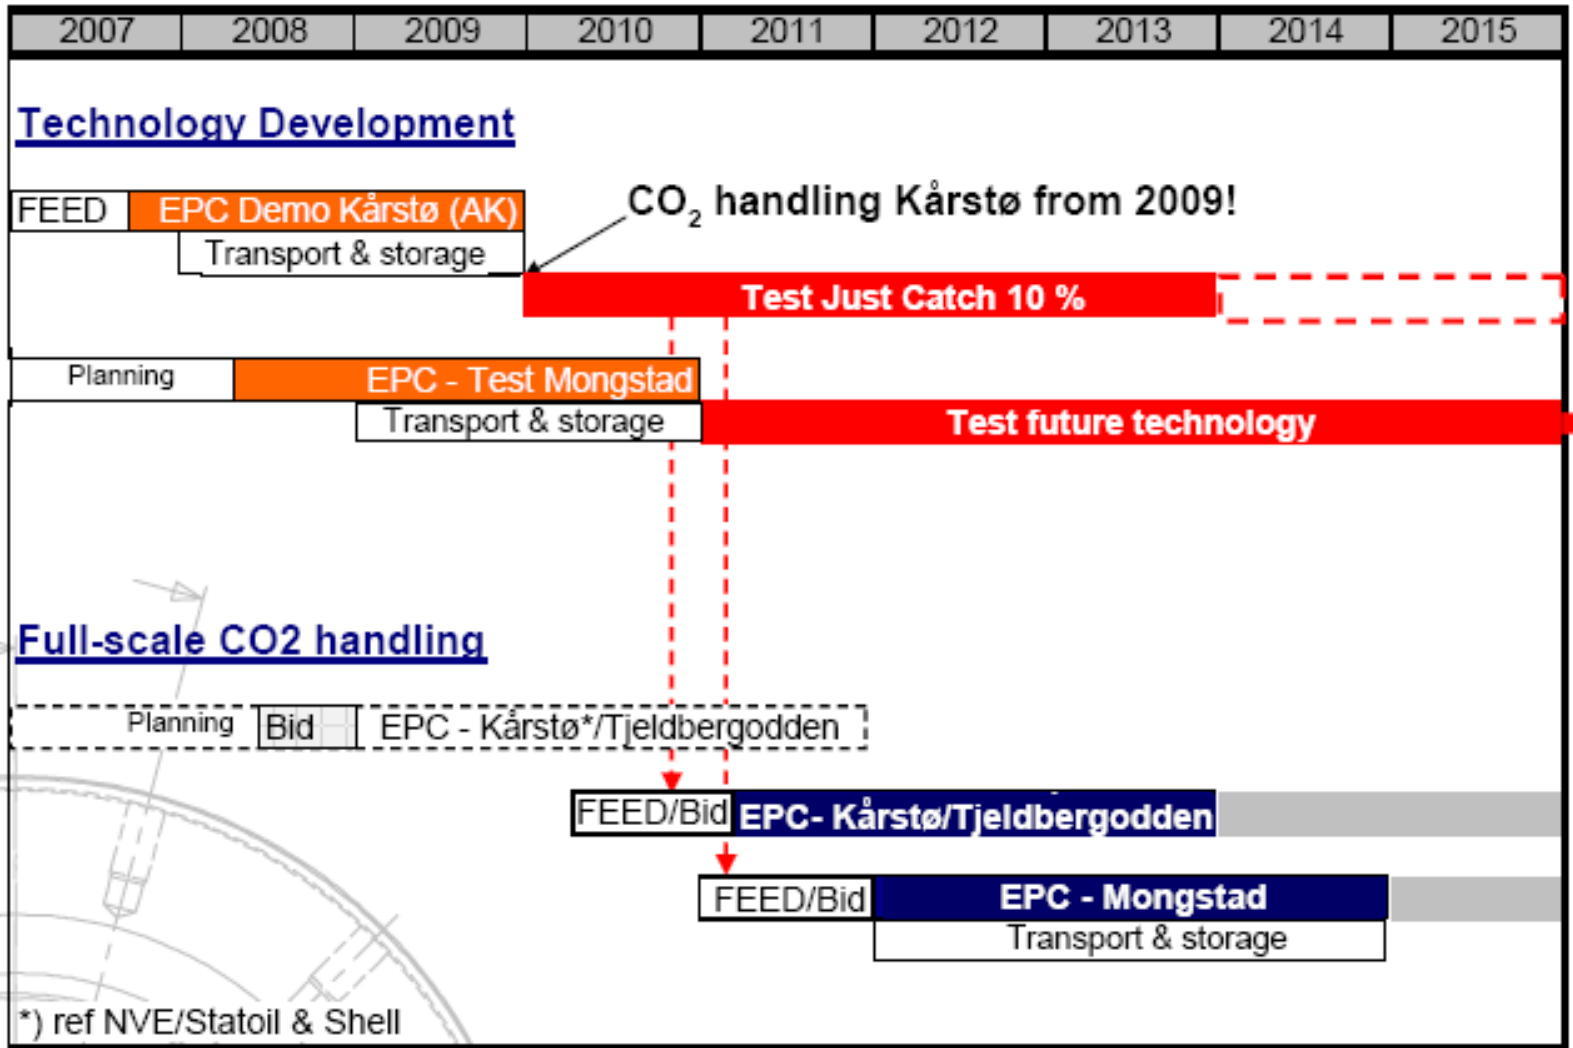 2007 2008 2009 2010 2011 2012 2013 2014 2015
Technology Development
FEED EPC Demo Kårstø (AK)
CO₂ handling Kårstø from 2009!
Transport & storage
Test Just Catch 10 %
Planning EPC - Test Mongstad
Transport & storage Test future technology
Full-scale CO2 handling
Planning Bid EPC - Kårstø*/Tjeldbergodden
FEED/Bid EPC- Kårstø/Tjeldbergodden
FEED/Bid EPC - Mongstad
Transport & storage
*) ref NVE/Statoil & Shell